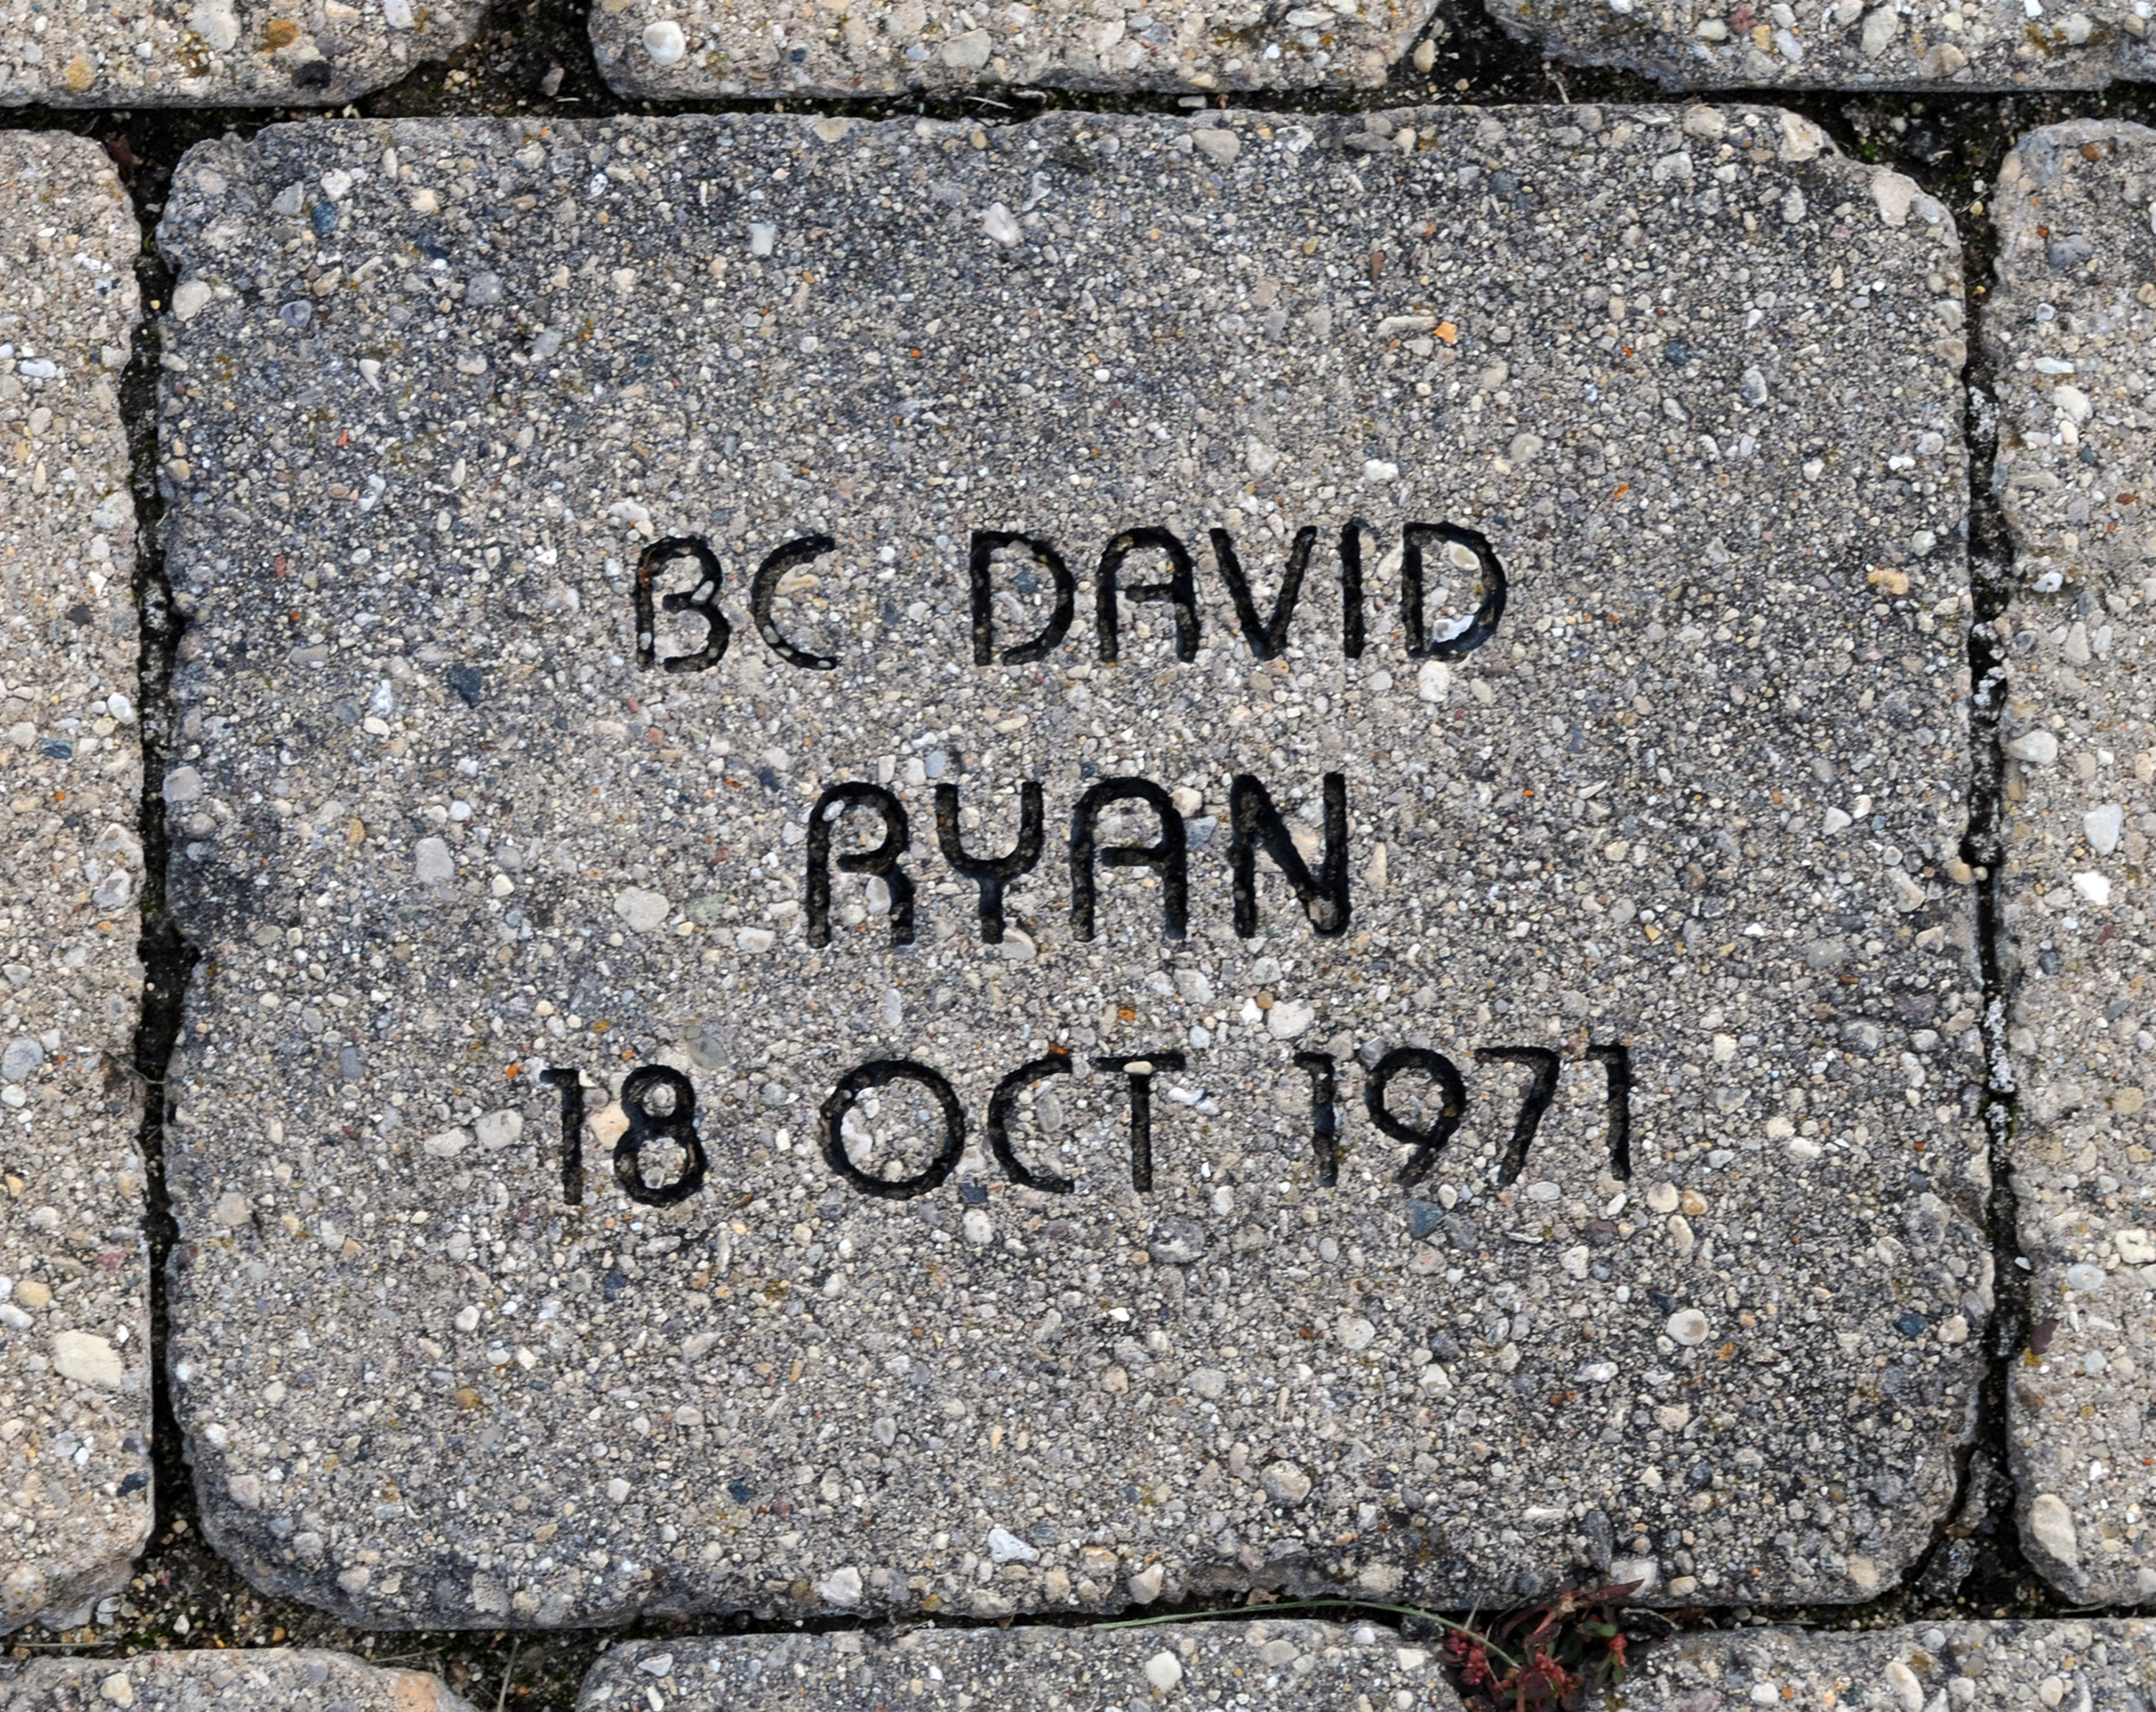 BC DAVID
RYAN
18 OCT 1971